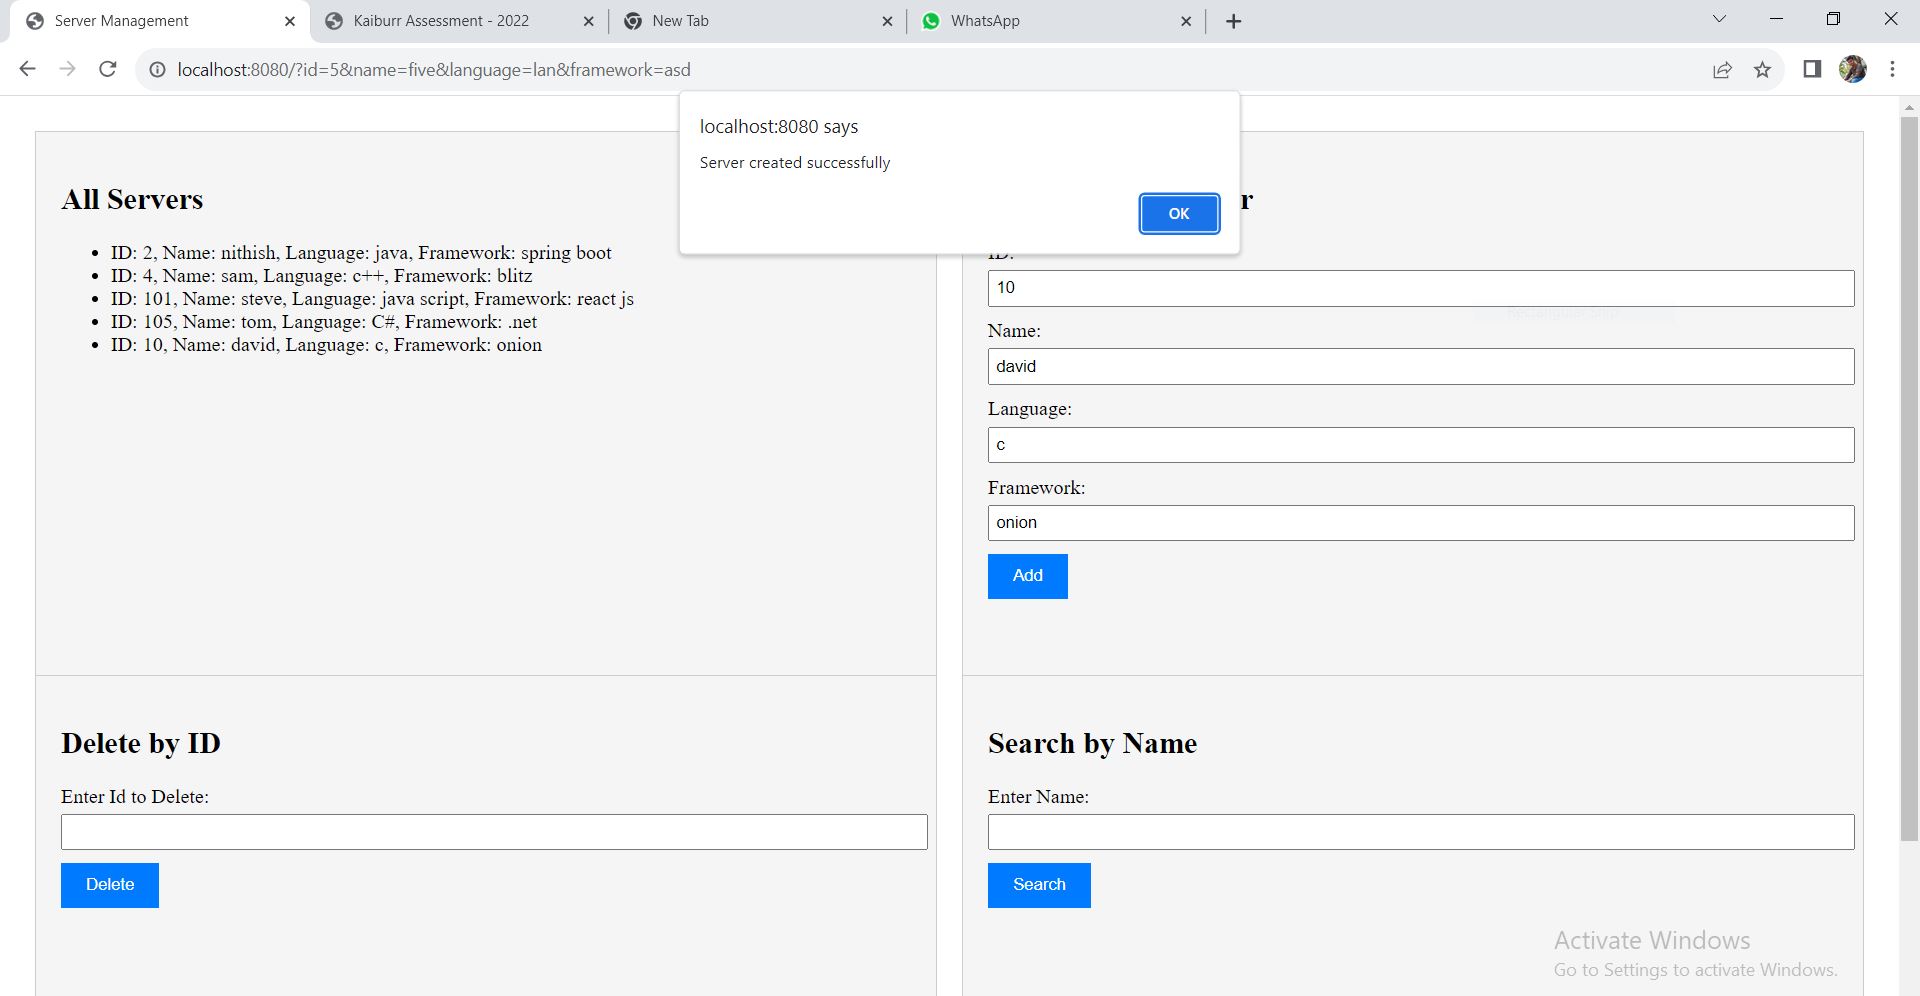 Server Management
Kaiburr Assessment - 2022
New Tab
WhatsApp
localhost:8080/?id=5&name=five&language=lan&framework=asd
localhost:8080 says
Server created successfully
OK
All Servers
• ID: 2, Name: nithish, Language: java, Framework: spring boot
• ID: 4, Name: sam, Language: c++, Framework: blitz
• ID: 101, Name: steve, Language: java script, Framework: react js
• ID: 105, Name: tom, Language: C#, Framework: .net
• ID: 10, Name: david, Language: c, Framework: onion
r
ID:
10
Rectangular Snip
Name:
david
Language:
c
Framework:
onion
Add
Delete by ID
Enter Id to Delete:
Delete
Search by Name
Enter Name:
Search
Activate Windows
Go to Settings to activate Windows.